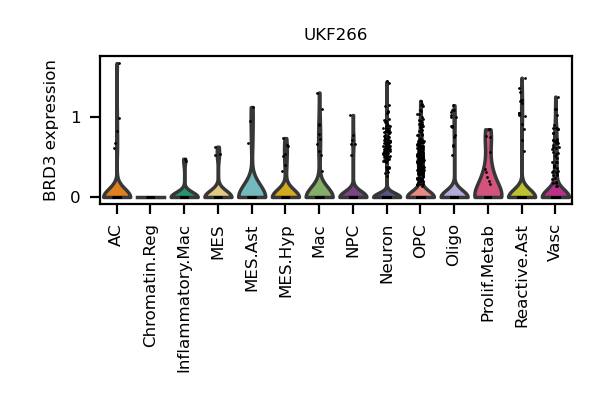 UKF266
BRD3 expression
1
0
AC
Chromatin.Reg
Inflammatory.Mac
MES
MES.Ast
MES.Hyp
Mac
NPC
Neuron
OPC
Oligo
Prolif.Metab
Reactive.Ast
Vasc